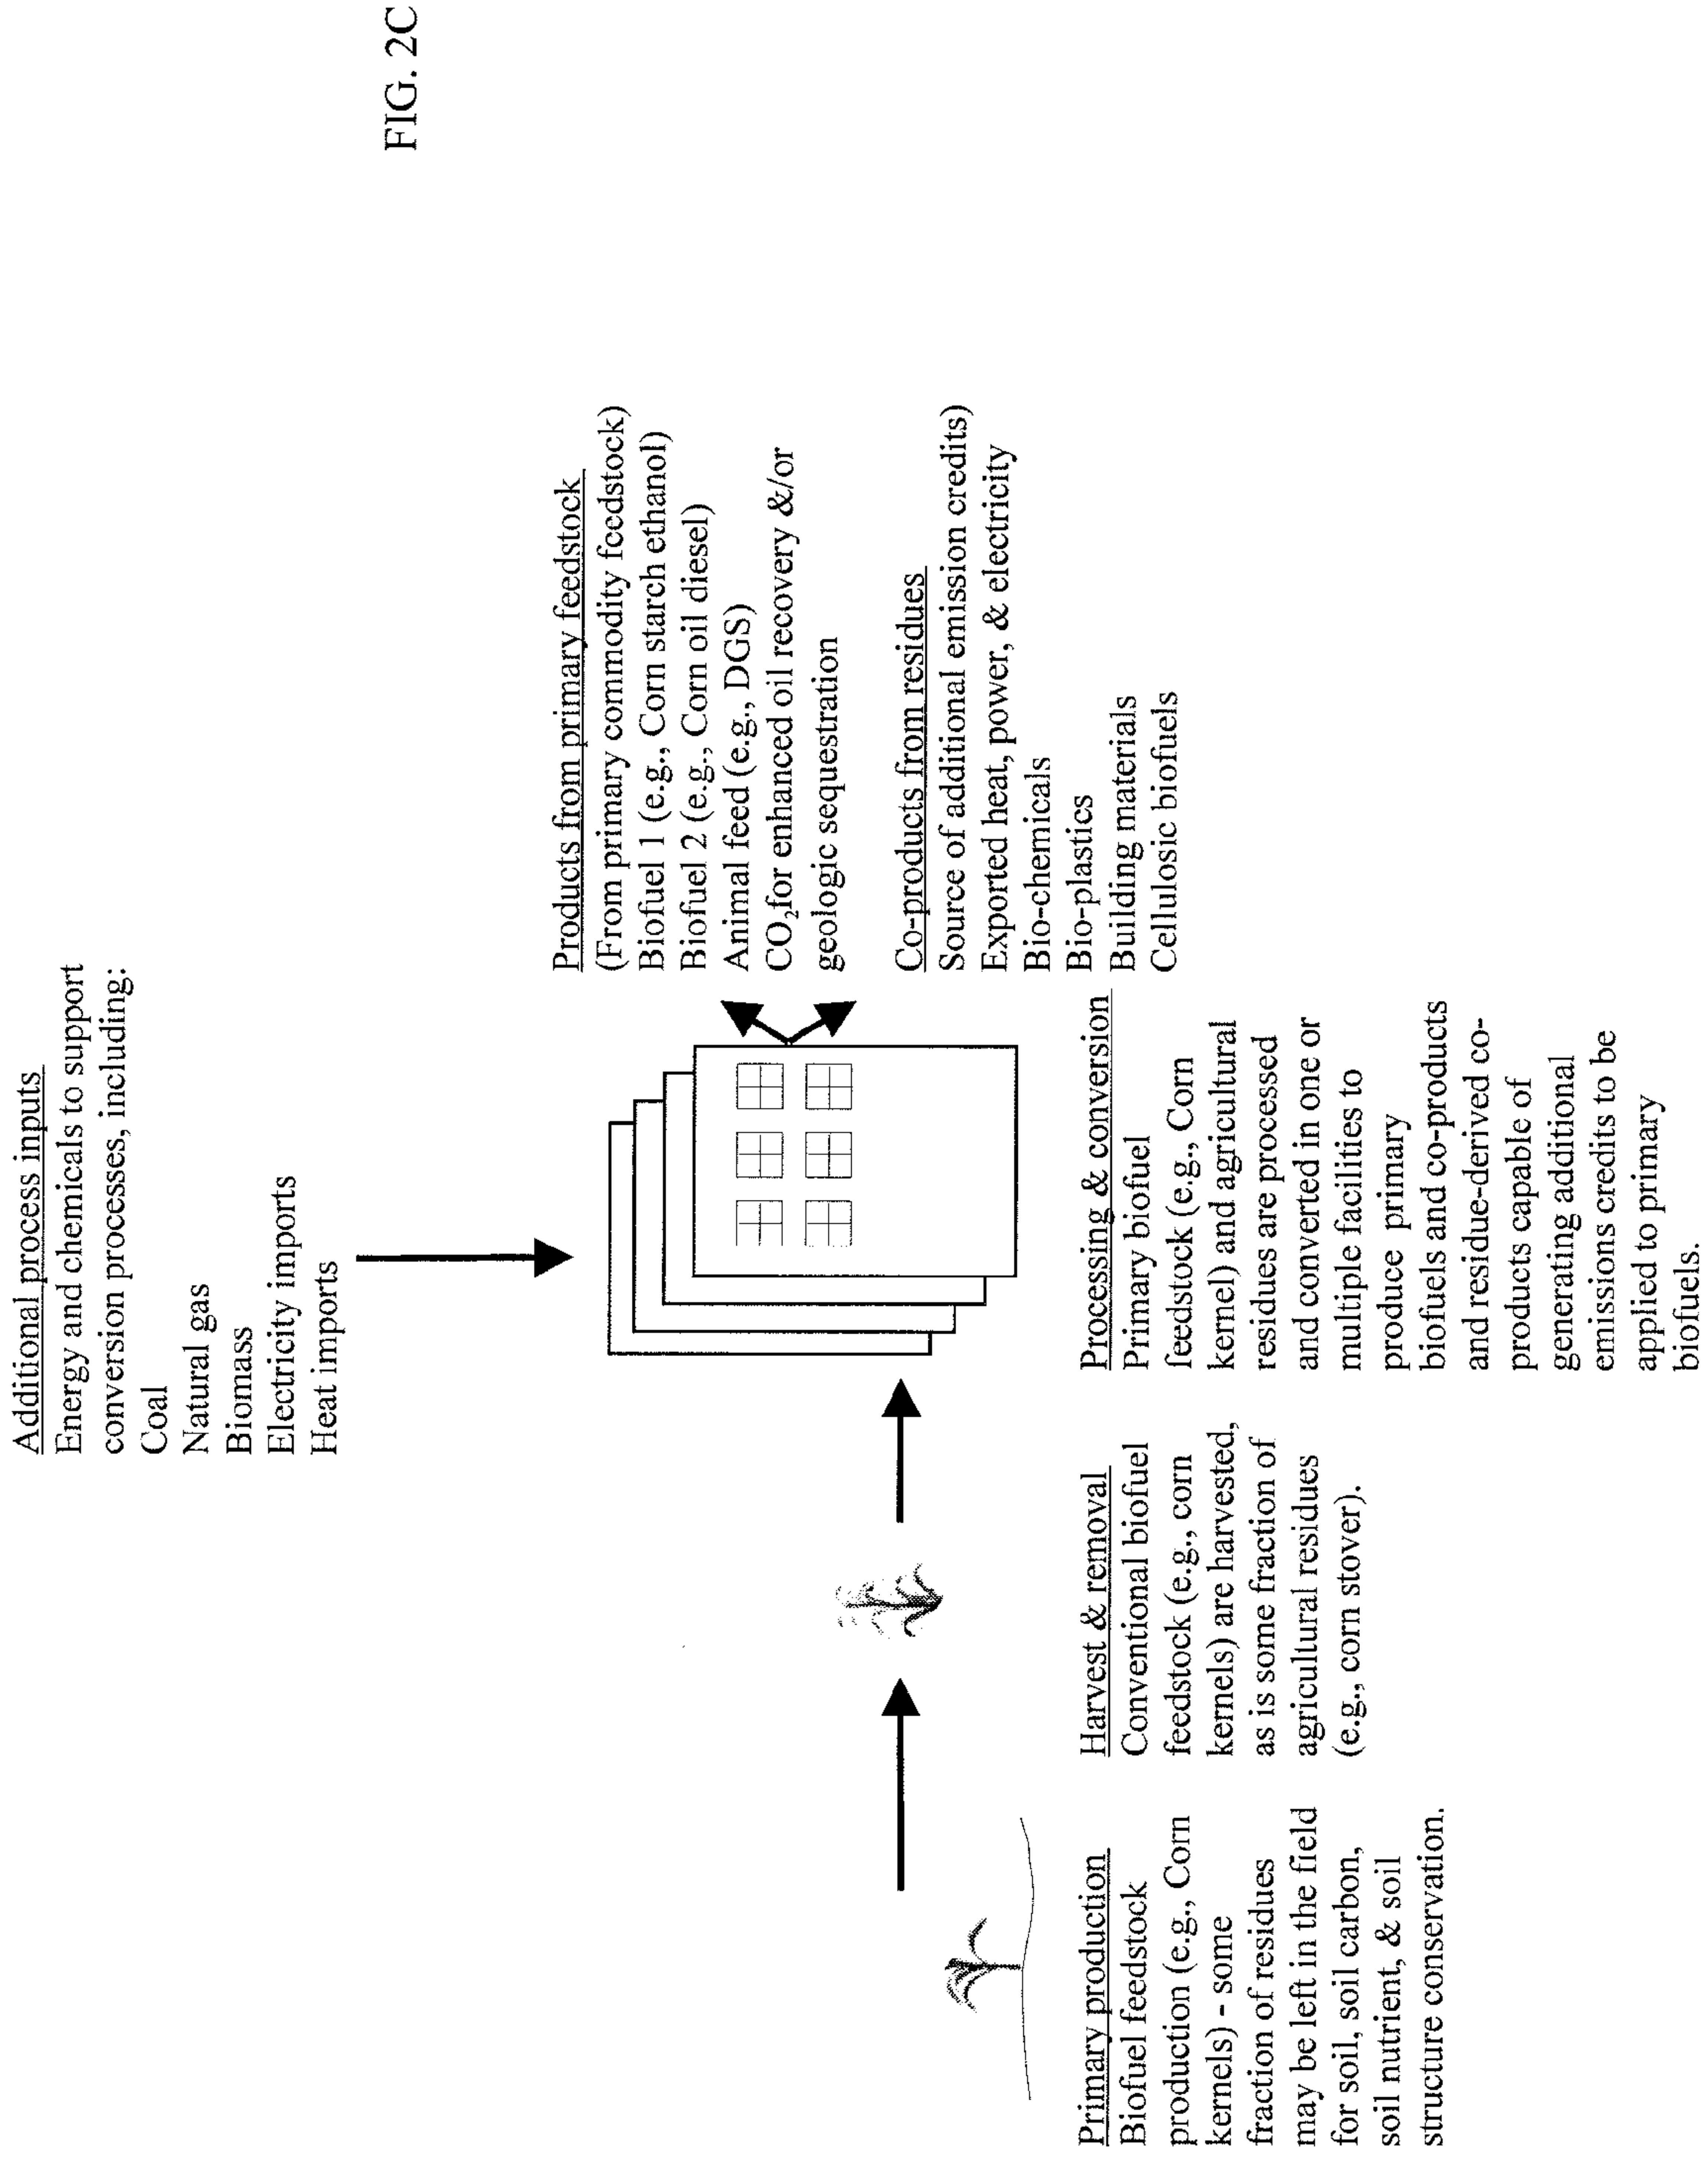 Additional process inputs
Energy and chemicals to support
conversion processes, including:
Coal
Natural gas
Biomass
Electricity imports
Heat imports
FIG. 2C
Products from primary feedstock
(From primary commodity feedstock)
Biofuel 1 (e.g., Corn starch ethanol)
Biofuel 2 (e.g., Corn oil diesel)
Animal feed (e.g., DGS)
CO₂for enhanced oil recovery &/or
geologic sequestration
Co-products from residues
Source of additional emission credits)
Exported heat, power, & electricity
Bio-chemicals
Bio-plastics
Building materials
Cellulosic biofuels
Primary production
Biofuel feedstock
production (e.g., Corn
kernels) - some
fraction of residues
may be left in the field
for soil, soil carbon,
soil nutrient, & soil
structure conservation.
Harvest & removal
Conventional biofuel
feedstock (e.g., corn
kernels) are harvested,
as is some fraction of
agricultural residues
(e.g., corn stover).
Processing & conversion
Primary biofuel
feedstock (e.g., Corn
kernel) and agricultural
residues are processed
and converted in one or
multiple facilities to
produce primary
biofuels and co-products
and residue-derived co-
products capable of
generating additional
emissions credits to be
applied to primary
biofuels.